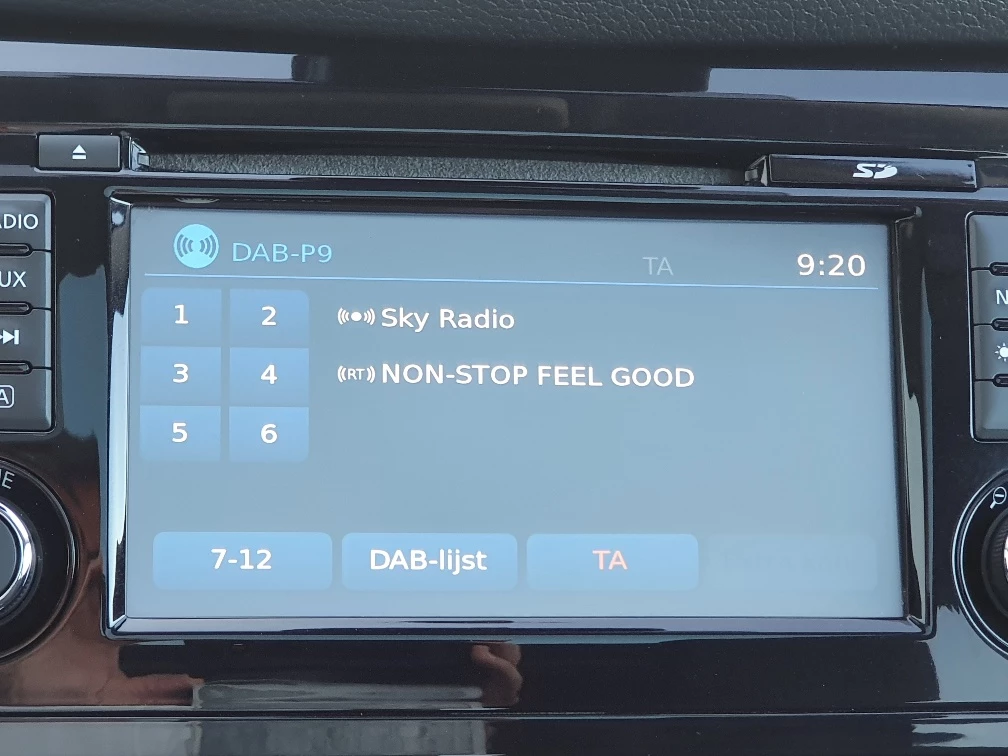 DAB-P9
TA
9:20
1
2
Sky Radio
3
4
((RT)) NON-STOP FEEL GOOD
5
6
7-12
DAB-lijst
TA
SD
ADIO
UX
A
N